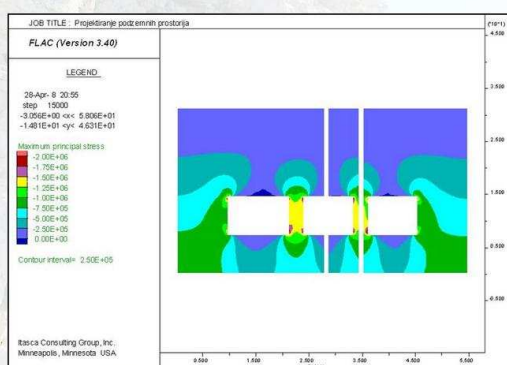 JOB TITLE : Projektiranje podzemnih prostorija
FLAC (Version 3.40)
LEGEND
28-Apr- 8 20:55
step 15000
-3.056E+00 <x< 5.806E+01
-1.481E+01 <y< 4.631E+01
Maximum principal stress
-2.00E+06
-1.75E+06
-1.50E+06
-1.25E+06
-1.00E+06
-7.50E+05
-5.00E+05
-2.50E+05
0.00E+00
Contour interval= 2.50E+05
Itasca Consulting Group, Inc.
Minneapolis, Minnesota USA
(*10^1)
4.500
3.500
2.500
1.500
0.500
-0.500
0.500
1.500
2.500
3.500
4.500
5.500